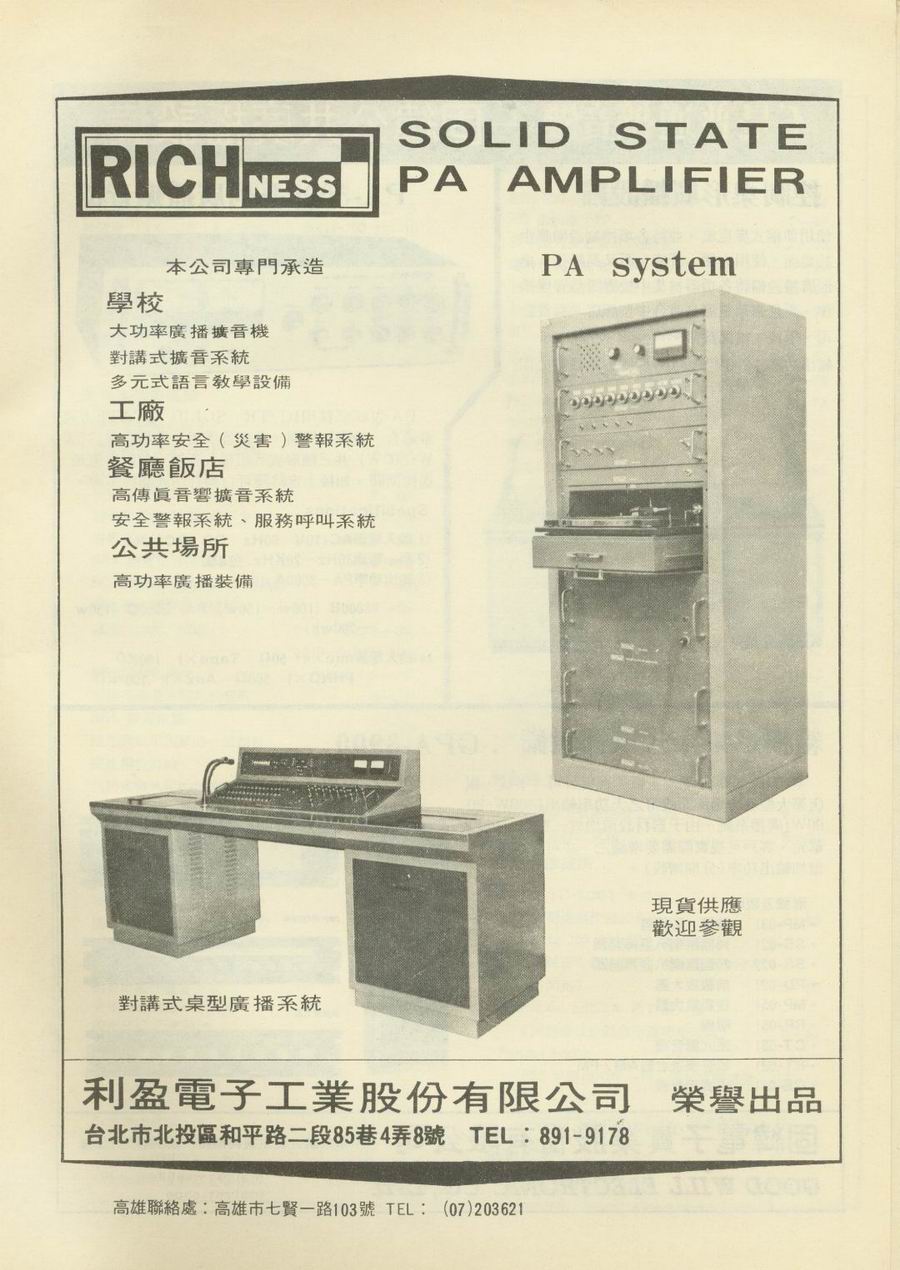 RICHNESS
SOLID STATE
PA AMPLIFIER
本公司專門承造
學校
大功率廣播擴音機
對講式擴音系統
多元式語言敎學設備
工廠
高功率安全（災害）警報系統
餐廳飯店
高傳眞音響擴音系統
安全警報系統、服務呼叫系統
公共場所
高功率廣播裝備
PA system
現貨供應
歡迎參觀
對講式桌型廣播系統
利盈電子工業股份有限公司 榮譽出品
台北市北投區和平路二段85巷4弄8號 TEL：891-9178
高雄聯絡處：高雄市七賢一路103號 TEL： (07)203621